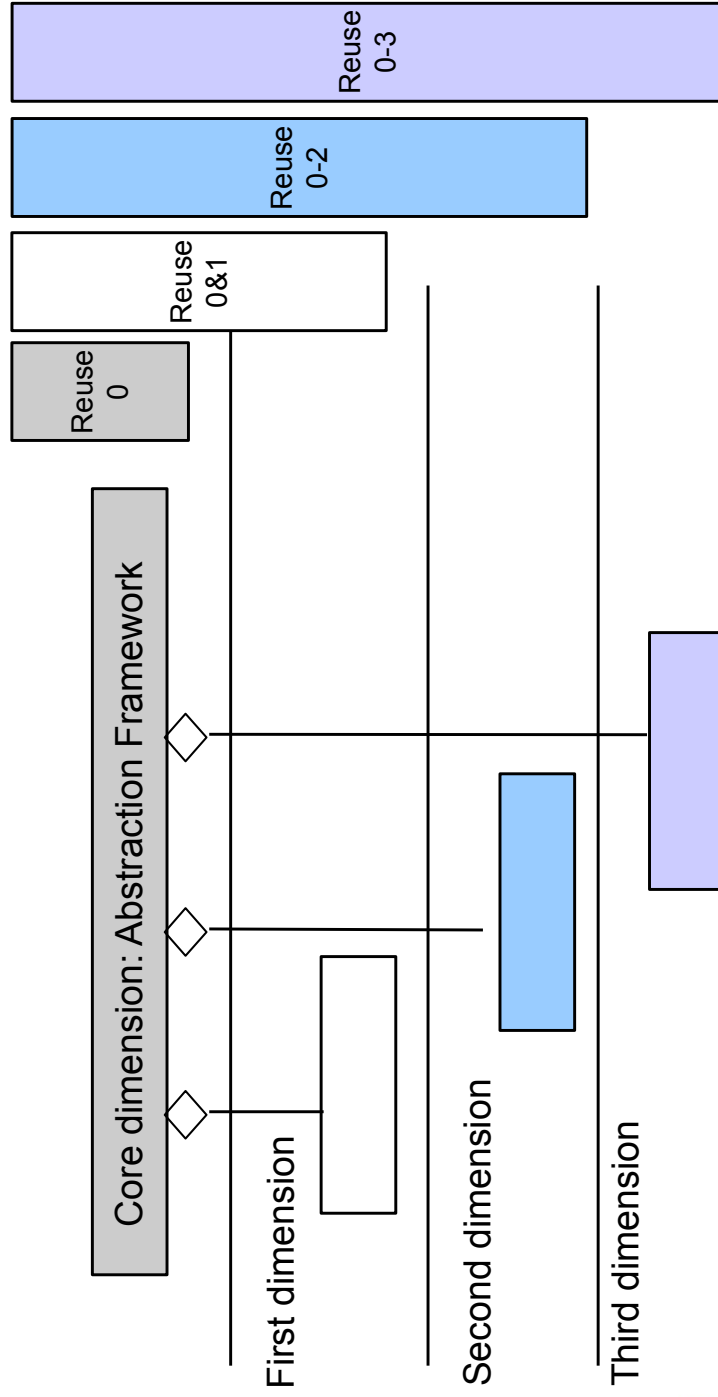 Core dimension: Abstraction Framework
Reuse
0
Reuse
0&1
Reuse
0-2
Reuse
0-3
First dimension
Second dimension
Third dimension